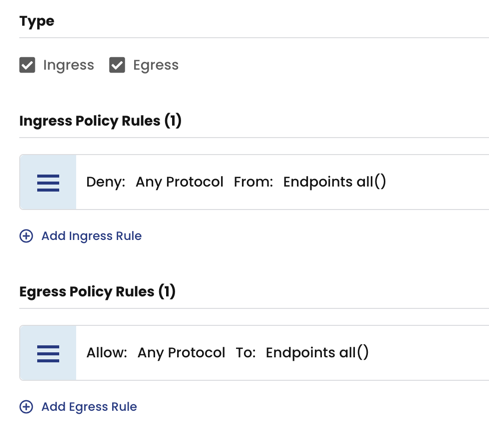 Type
Ingress Egress
Ingress Policy Rules (1)
Deny: Any Protocol From: Endpoints all()
Add Ingress Rule
Egress Policy Rules (1)
Allow: Any Protocol To: Endpoints all()
Add Egress Rule